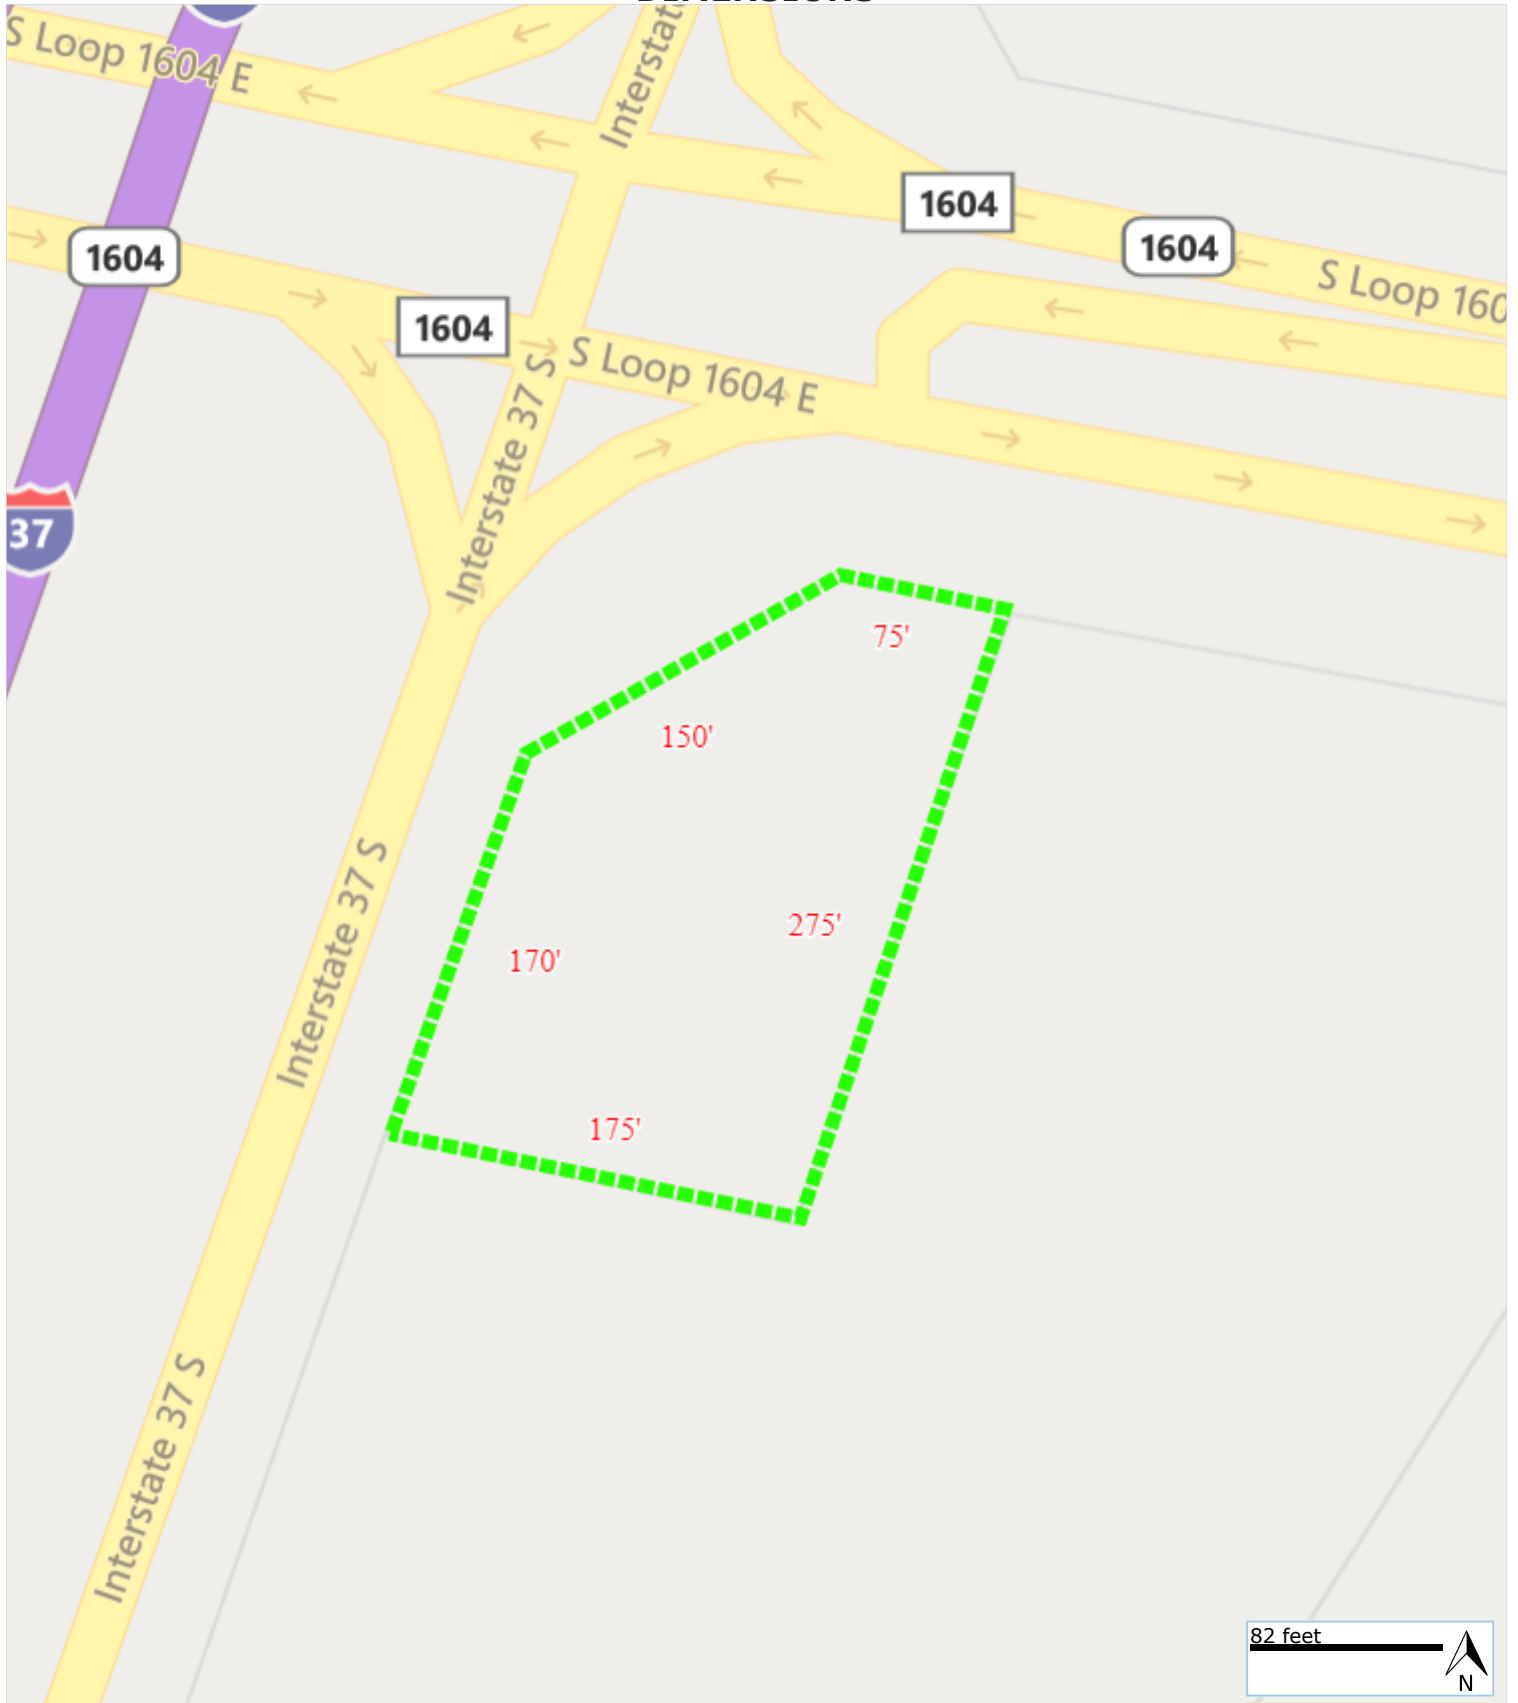 S Loop 1604 E
Interstat
1604
1604
1604
S Loop 160
1604
S Loop 1604 E
Interstate 37 S
37
75'
150'
Interstate 37 S
275'
170'
175'
Interstate 37 S
82 feet
N